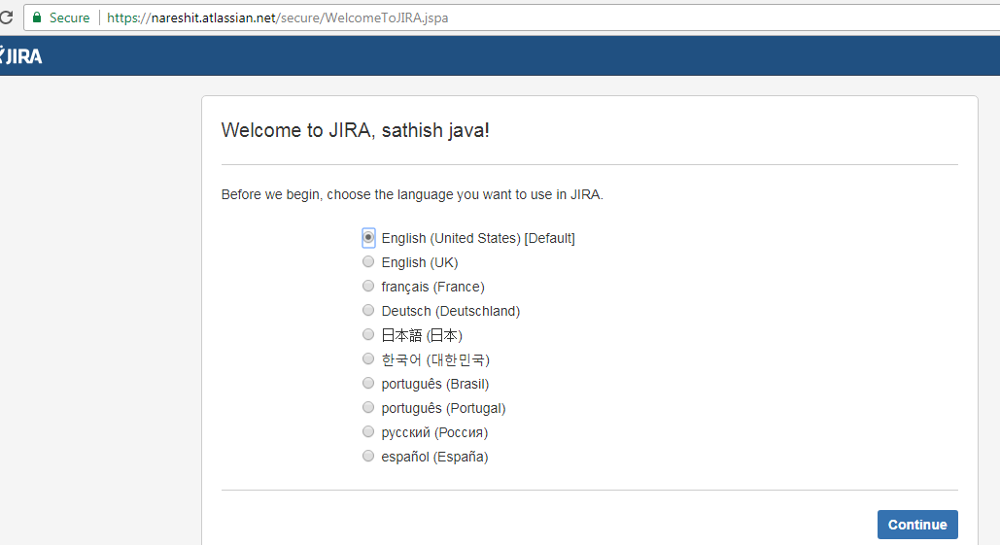 Secure https://nareshit.atlassian.net/secure/WelcomeToJIRA.jspa
JIRA
Welcome to JIRA, sathish java!
Before we begin, choose the language you want to use in JIRA.
English (United States) [Default]
English (UK)
français (France)
Deutsch (Deutschland)
日本語 (日本)
한국어 (대한민국)
português (Brasil)
português (Portugal)
русский (Россия)
español (España)
Continue